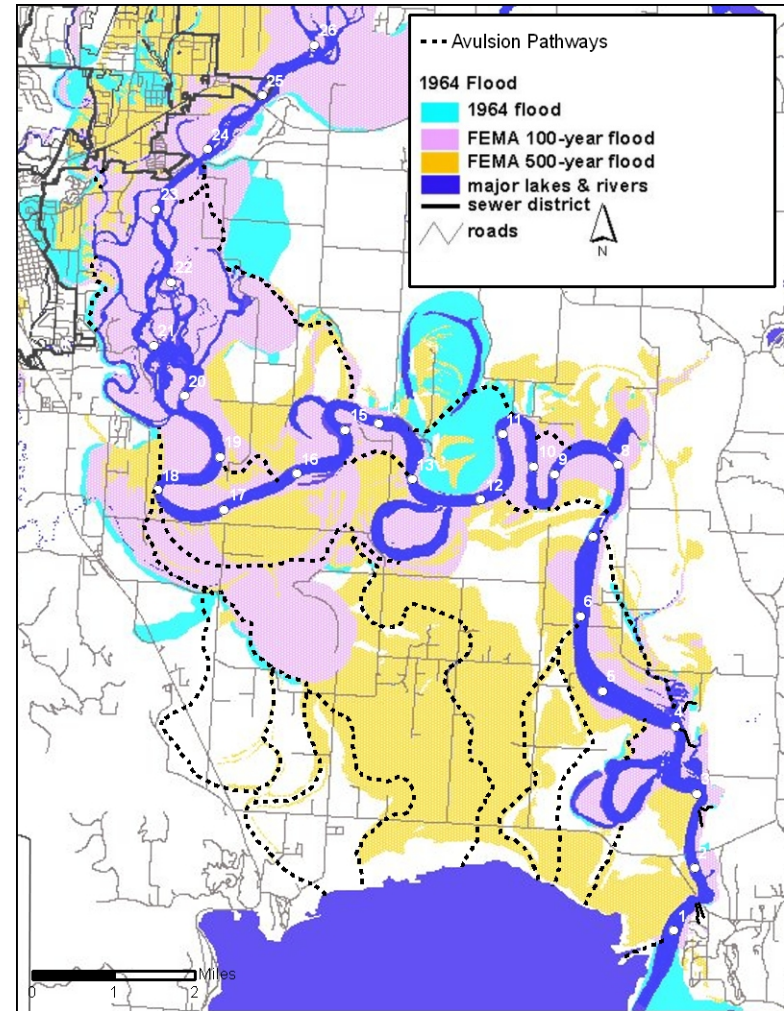 Avulsion Pathways
1964 Flood
1964 flood
FEMA 100-year flood
FEMA 500-year flood
major lakes & rivers
sewer district
roads
N
26
25
24
23
22
21
20
19
18
17
16
15
14
13
12
11
10
9
8
7
6
5
4
3
2
1
Miles
0 1 2